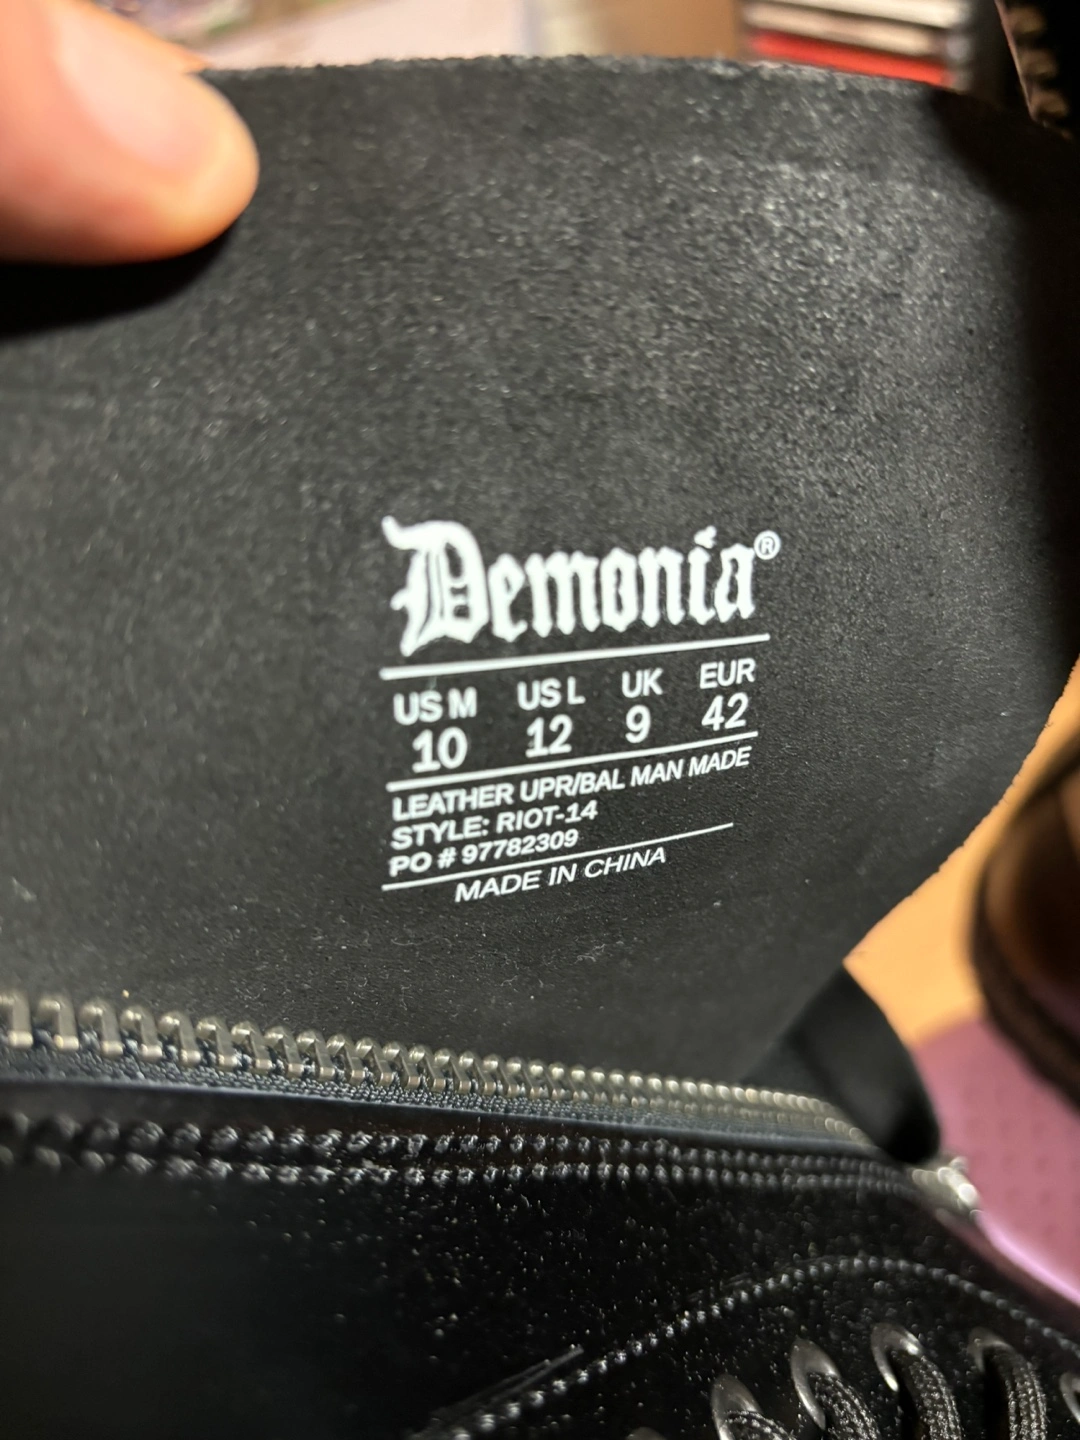 Demonia®
US M US L UK EUR
10 12 9 42
LEATHER UPR/BAL MAN MADE
STYLE: RIOT-14
PO # 97782309
MADE IN CHINA